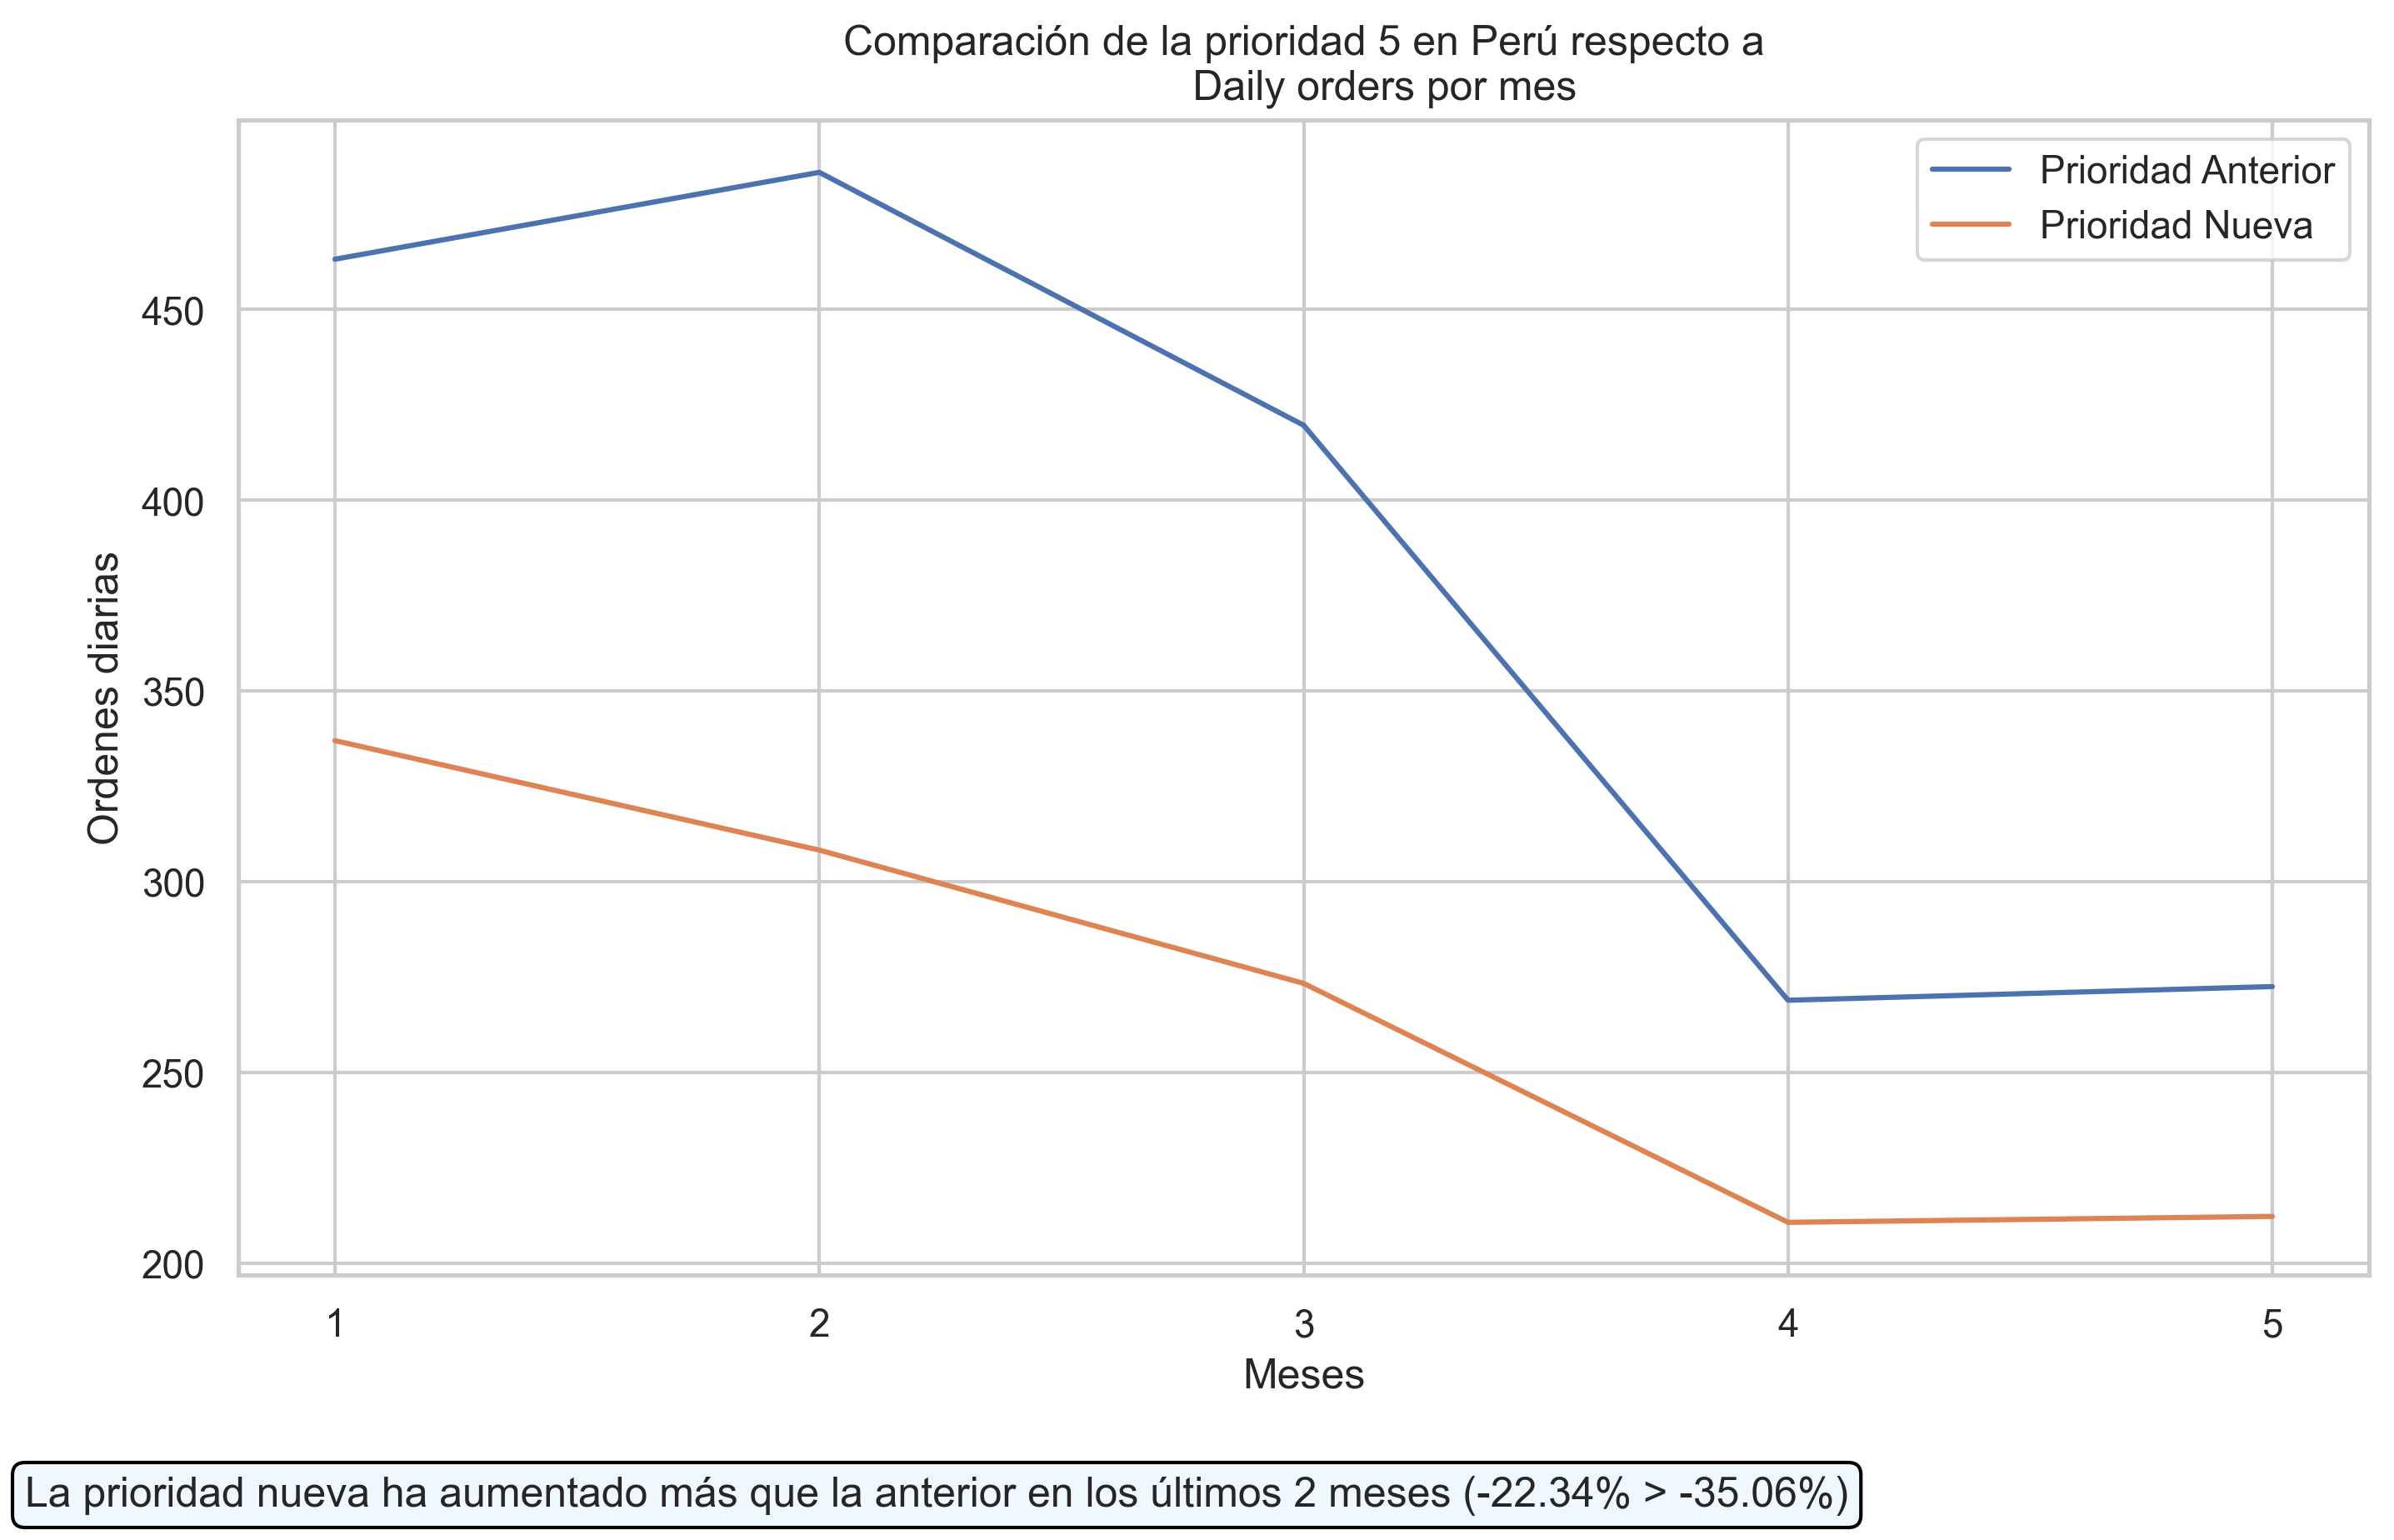 Comparación de la prioridad 5 en Perú respecto a
Daily orders por mes
Prioridad Anterior
Prioridad Nueva
Ordenes diarias
450
400
350
300
250
200
1 2 3 4 5
Meses
La prioridad nueva ha aumentado más que la anterior en los últimos 2 meses (-22.34% > -35.06%)